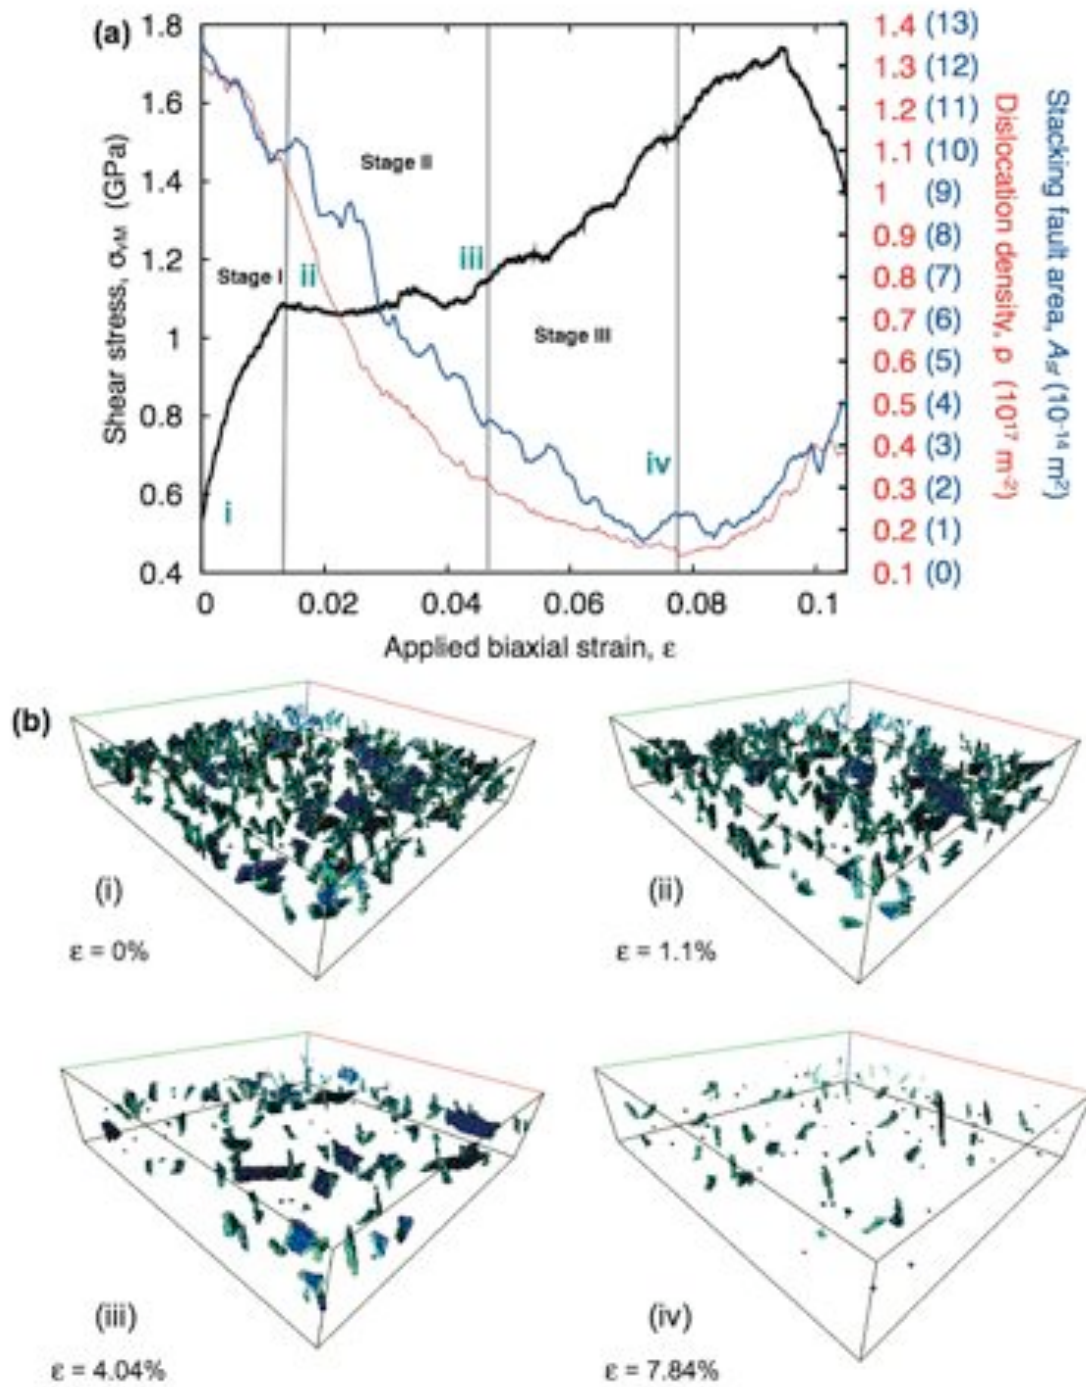 (a)
Shear stress, σVM (GPa)
1.8
1.6
1.4
1.2
1
0.8
0.6
0.4
Stage I
Stage II
Stage III
i
ii
iii
iv
0 0.02 0.04 0.06 0.08 0.1
Applied biaxial strain, ε
1.4 (13)
1.3 (12)
1.2 (11)
1.1 (10)
1 (9)
0.9 (8)
0.8 (7)
0.7 (6)
0.6 (5)
0.5 (4)
0.4 (3)
0.3 (2)
0.2 (1)
0.1 (0)
Dislocation density, ρ (10¹⁷ m⁻²)
Stacking fault area, Asf (10⁻¹⁴ m²)
(b)
(i)
ε = 0%
(ii)
ε = 1.1%
(iii)
ε = 4.04%
(iv)
ε = 7.84%